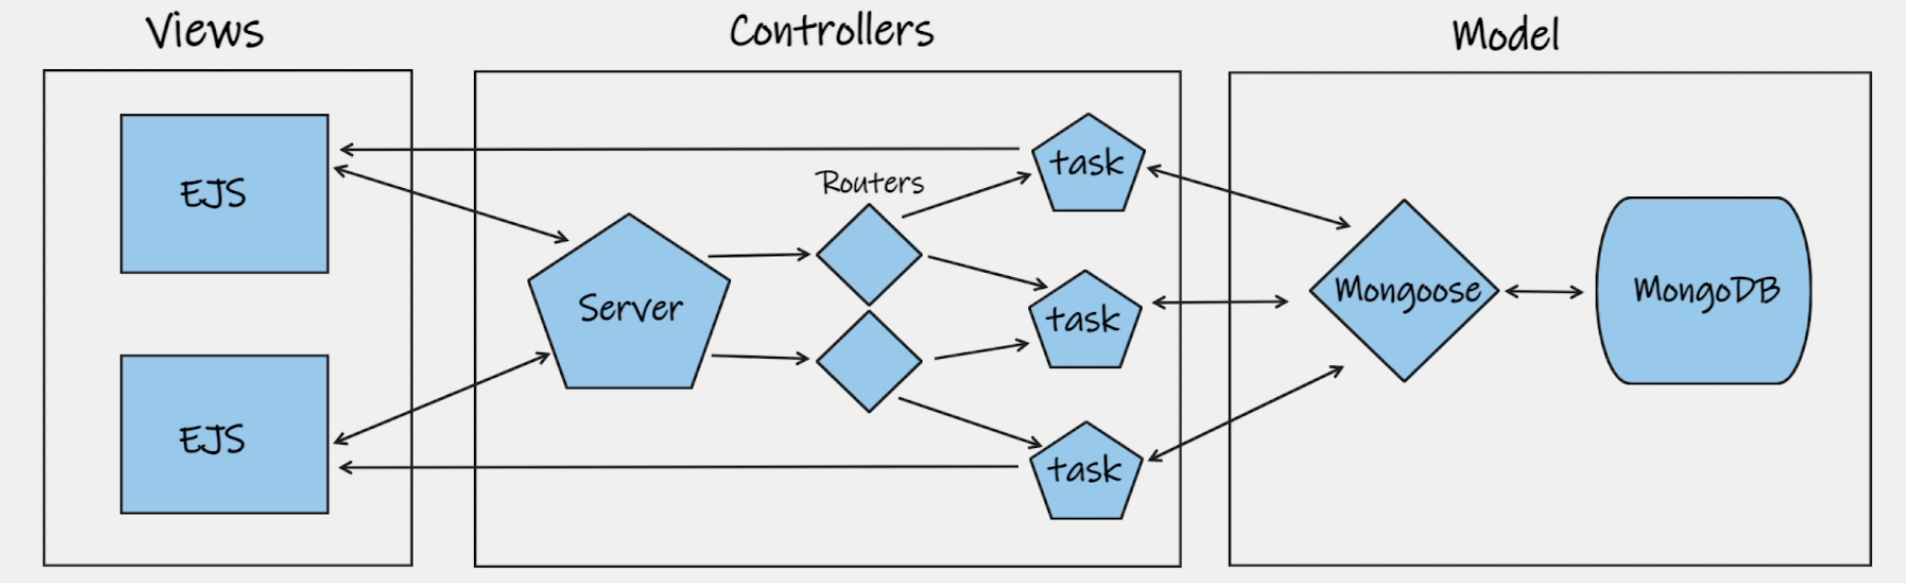 Views
Controllers
Model
EJS
EJS
Server
Routers
task
task
task
Mongoose
MongoDB